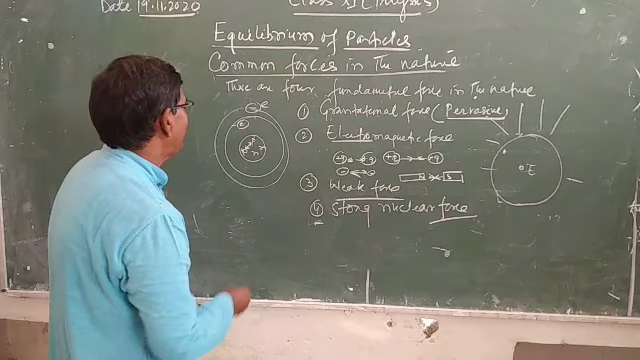 Date 19.11.2020
Class XI (Physics)
Equilibrium of Particles
Common forces in The nature
There are four fundamental force in The nature
① Gravitational force (Pervasive)
② Electromagnetic force
③ Weak force
④ Stong nuclear force
E